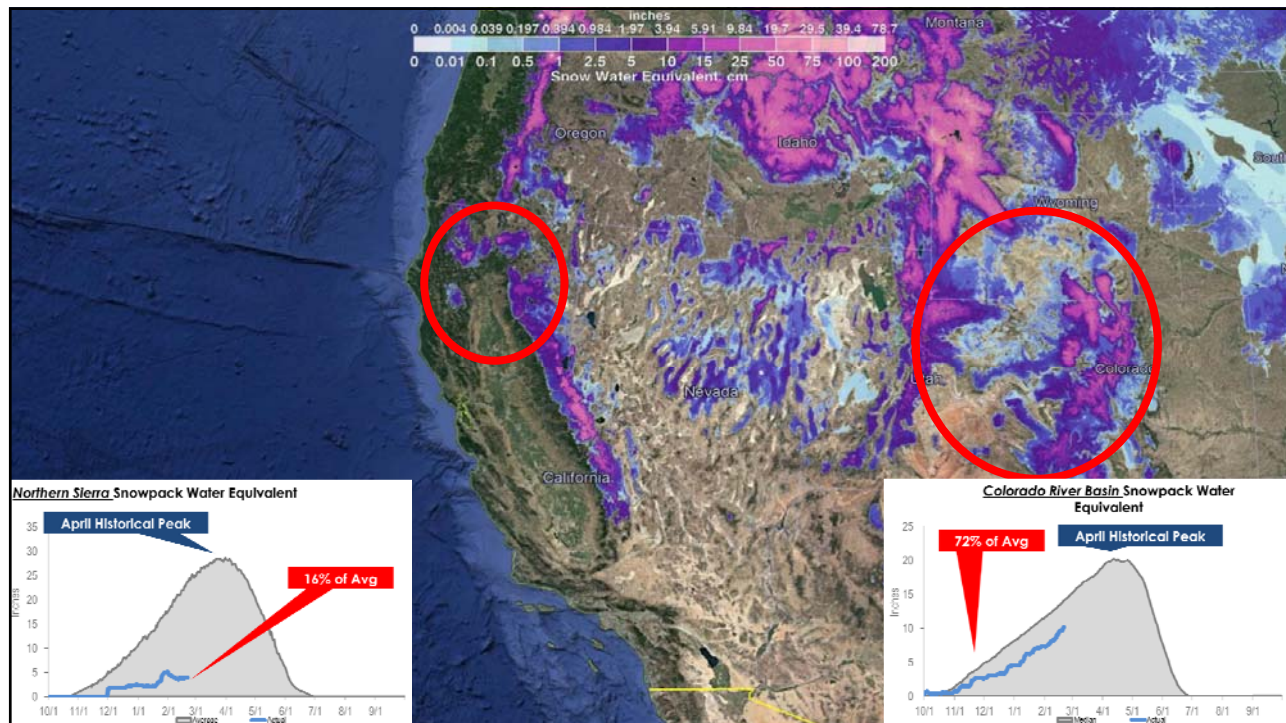 inches
0 0.004 0.039 0.197 0.394 0.984 1.97 3.94 5.91 9.84 19.7 29.5 39.4 78.7
0 0.01 0.1 0.5 1 2.5 5 10 15 25 50 75 100 200
Snow Water Equivalent, cm
Montana
Oregon
Idaho
Sout
Wyoming
Nevada
Utah
Colorado
California
Northern Sierra Snowpack Water Equivalent
April Historical Peak
16% of Avg
Inches
35
30
25
20
15
10
5
0
10/1 11/1 12/1 1/1 2/1 3/1 4/1 5/1 6/1 7/1 8/1 9/1
Average Actual
Colorado River Basin Snowpack Water
Equivalent
72% of Avg
April Historical Peak
Inches
25
20
15
10
5
0
10/1 11/1 12/1 1/1 2/1 3/1 4/1 5/1 6/1 7/1 8/1 9/1
Median Actual